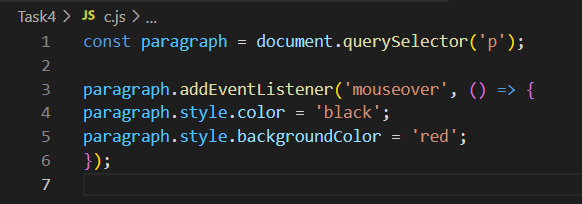 Task4 > JS c.js > ...
1 const paragraph = document.querySelector('p');
2
3 paragraph.addEventListener('mouseover', () => {
4 paragraph.style.color = 'black';
5 paragraph.style.backgroundColor = 'red';
6 });
7